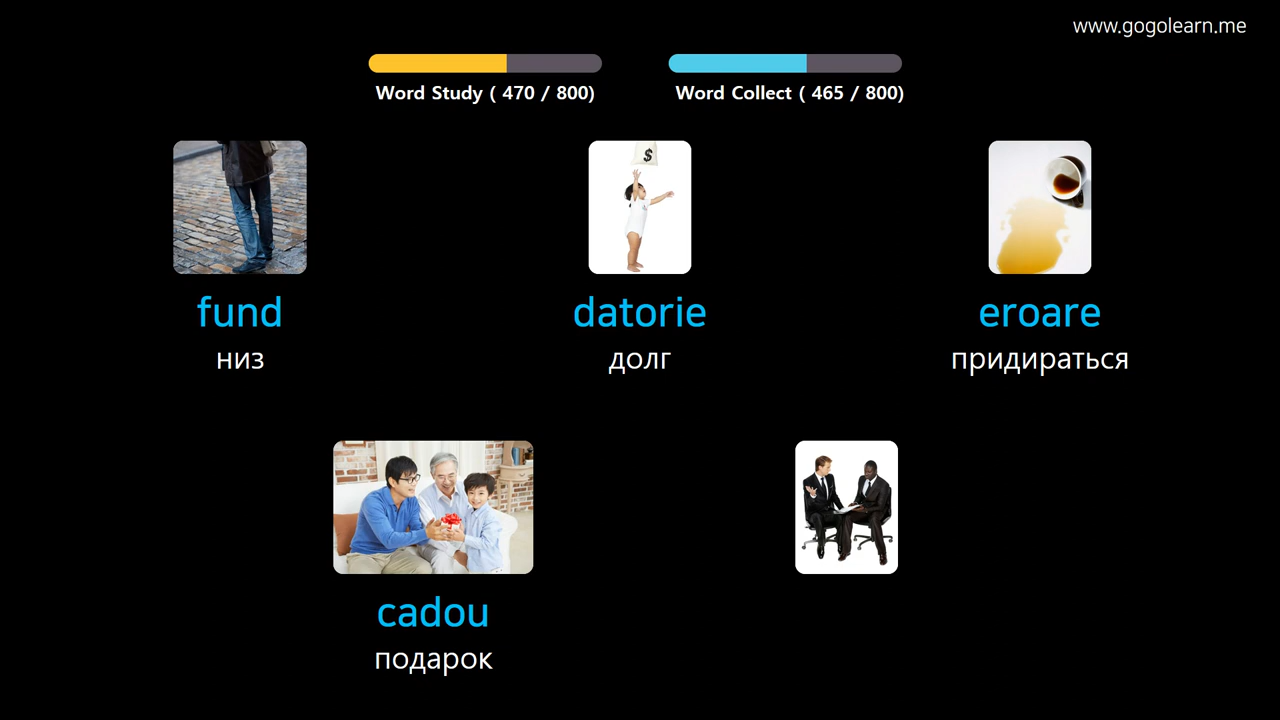 www.gogolearn.me
Word Study ( 470 / 800)
Word Collect ( 465 / 800)
$
fund
datorie
eroare
низ
долг
придираться
cadou
подарок